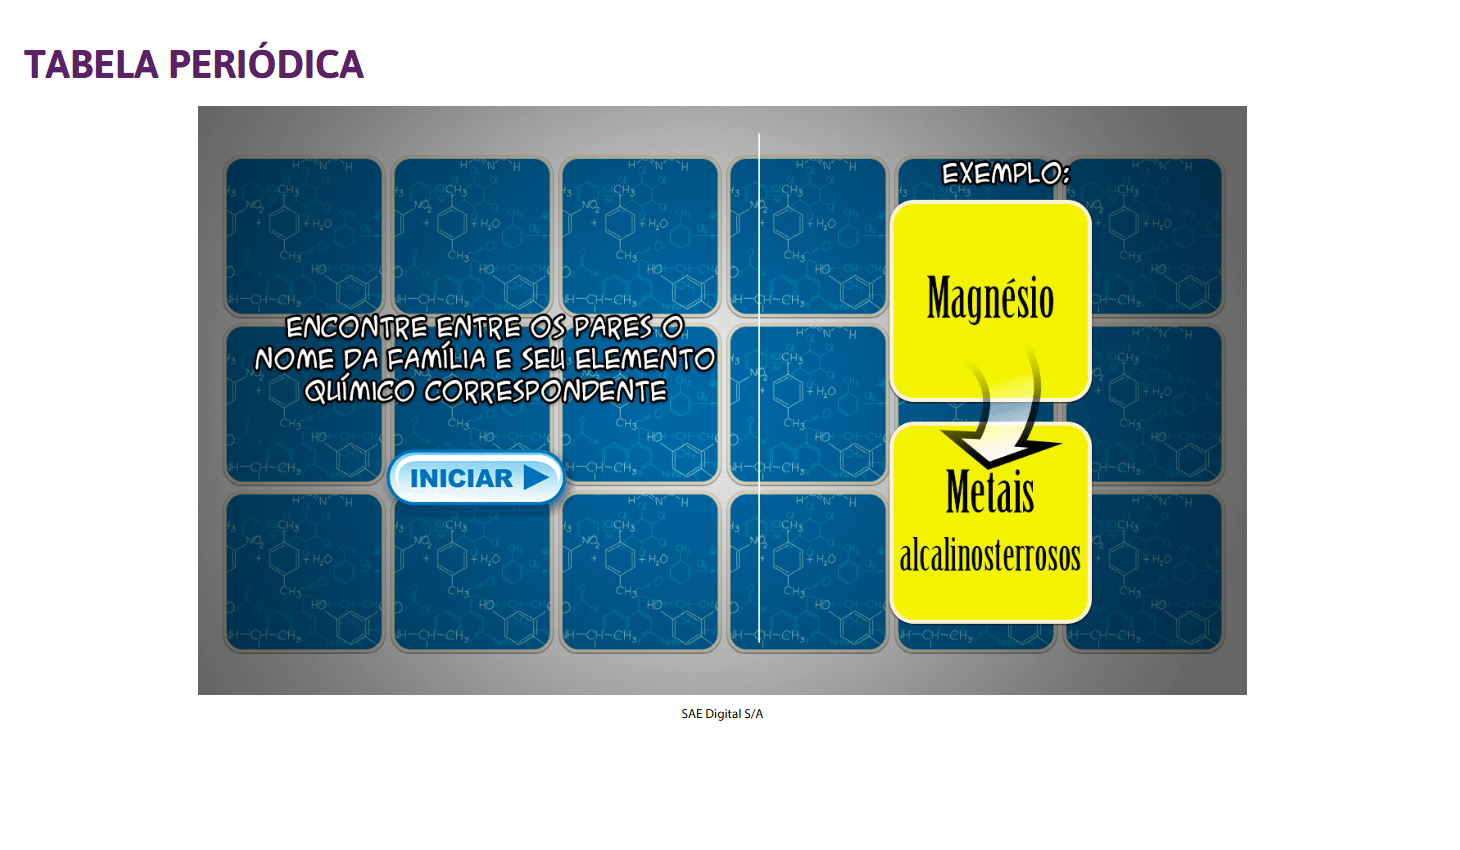 TABELA PERIÓDICA
ENCONTRE ENTRE OS PARES O
NOME DA FAMÍLIA E SEU ELEMENTO
QUÍMICO CORRESPONDENTE
INICIAR
EXEMPLO:
Magnésio
Metais
alcalinosterrosos
SAE Digital S/A